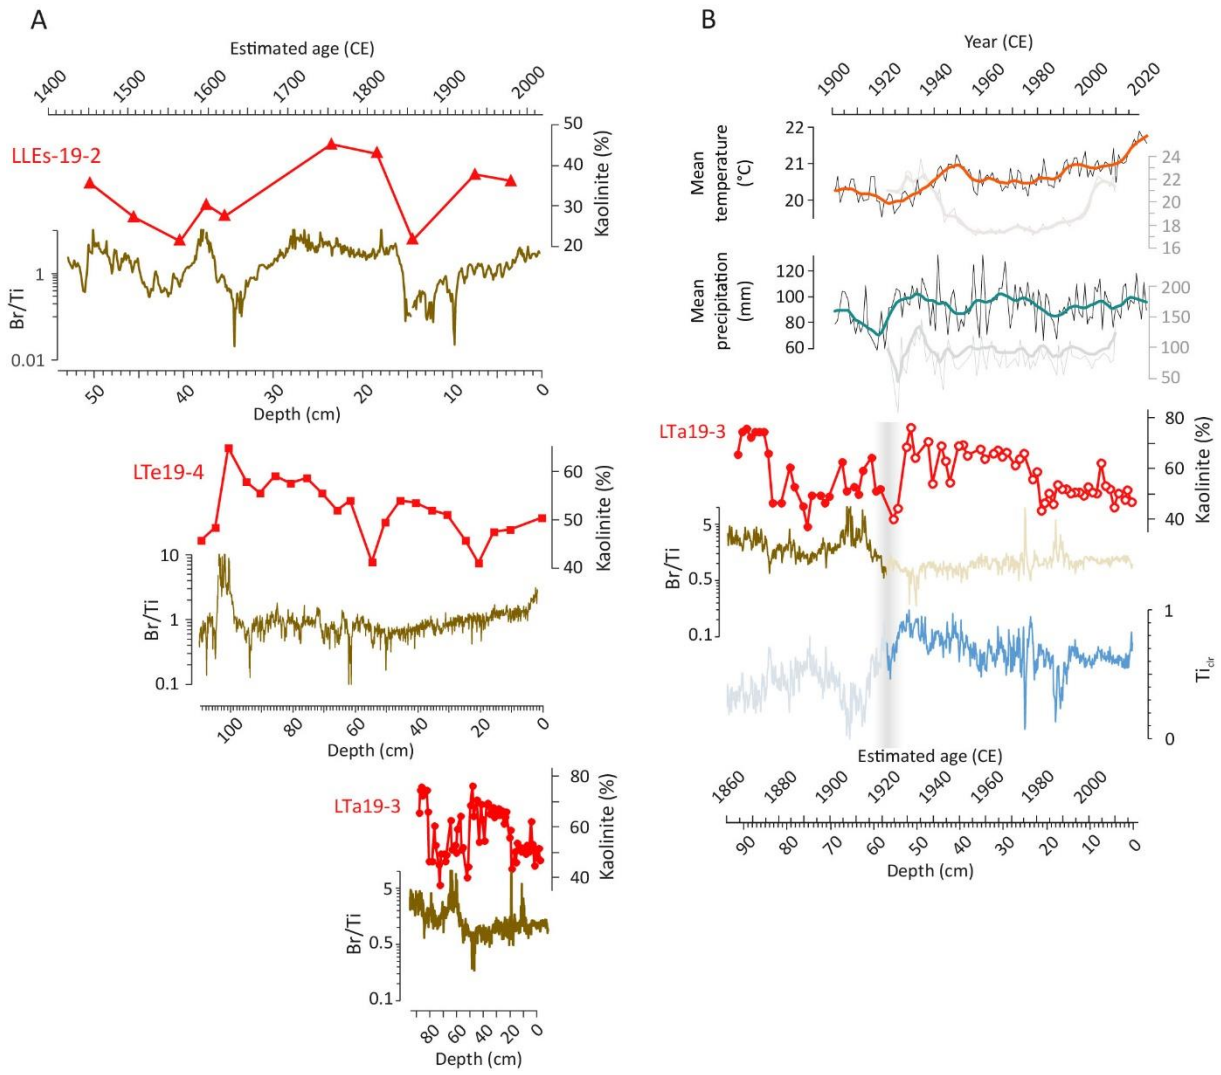 A
Estimated age (CE)
1400 1500 1600 1700 1800 1900 2000
LLEs-19-2
50
40
30
20
Kaolinite (%)
1
0.01
Br/Ti
50 40 30 20 10 0
Depth (cm)
LTe19-4
60
50
40
Kaolinite (%)
10
1
0.1
Br/Ti
100 80 60 40 20 0
Depth (cm)
LTa19-3
80
60
40
Kaolinite (%)
5
0.5
0.1
Br/Ti
80 60 40 20 0
Depth (cm)
B
Year (CE)
1900 1920 1940 1960 1980 2000 2020
Mean
temperature
(°C)
22
21
20
24
22
20
18
16
Mean
precipitation
(mm)
120
100
80
60
200
150
100
50
LTa19-3
80
60
40
Kaolinite (%)
5
0.5
0.1
Br/Ti
1
0
Ti clr
Estimated age (CE)
1860 1880 1900 1920 1940 1960 1980 2000
90 80 70 60 50 40 30 20 10 0
Depth (cm)